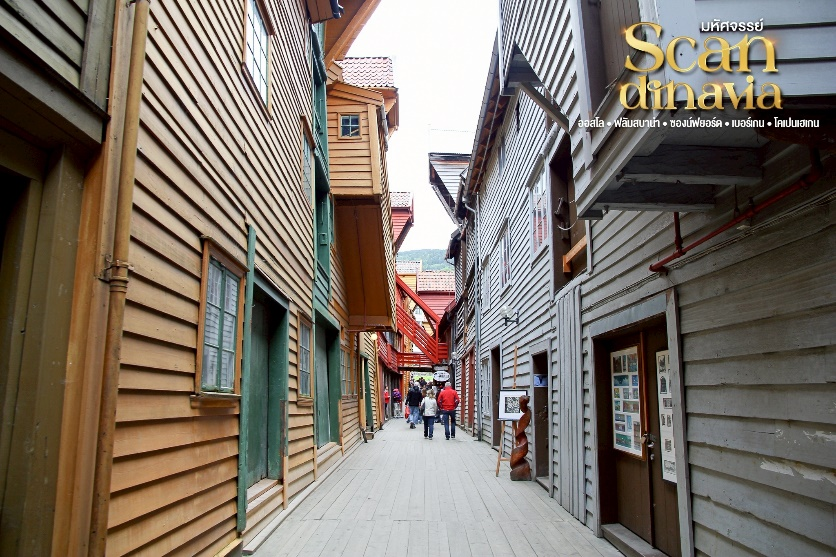 มหัศจรรย์
Scan
dinavia
ออสโล • ฟลัมสบาน่า • ซองน์ฟยอร์ด • เบอร์เกน • โคเปนเฮเกน